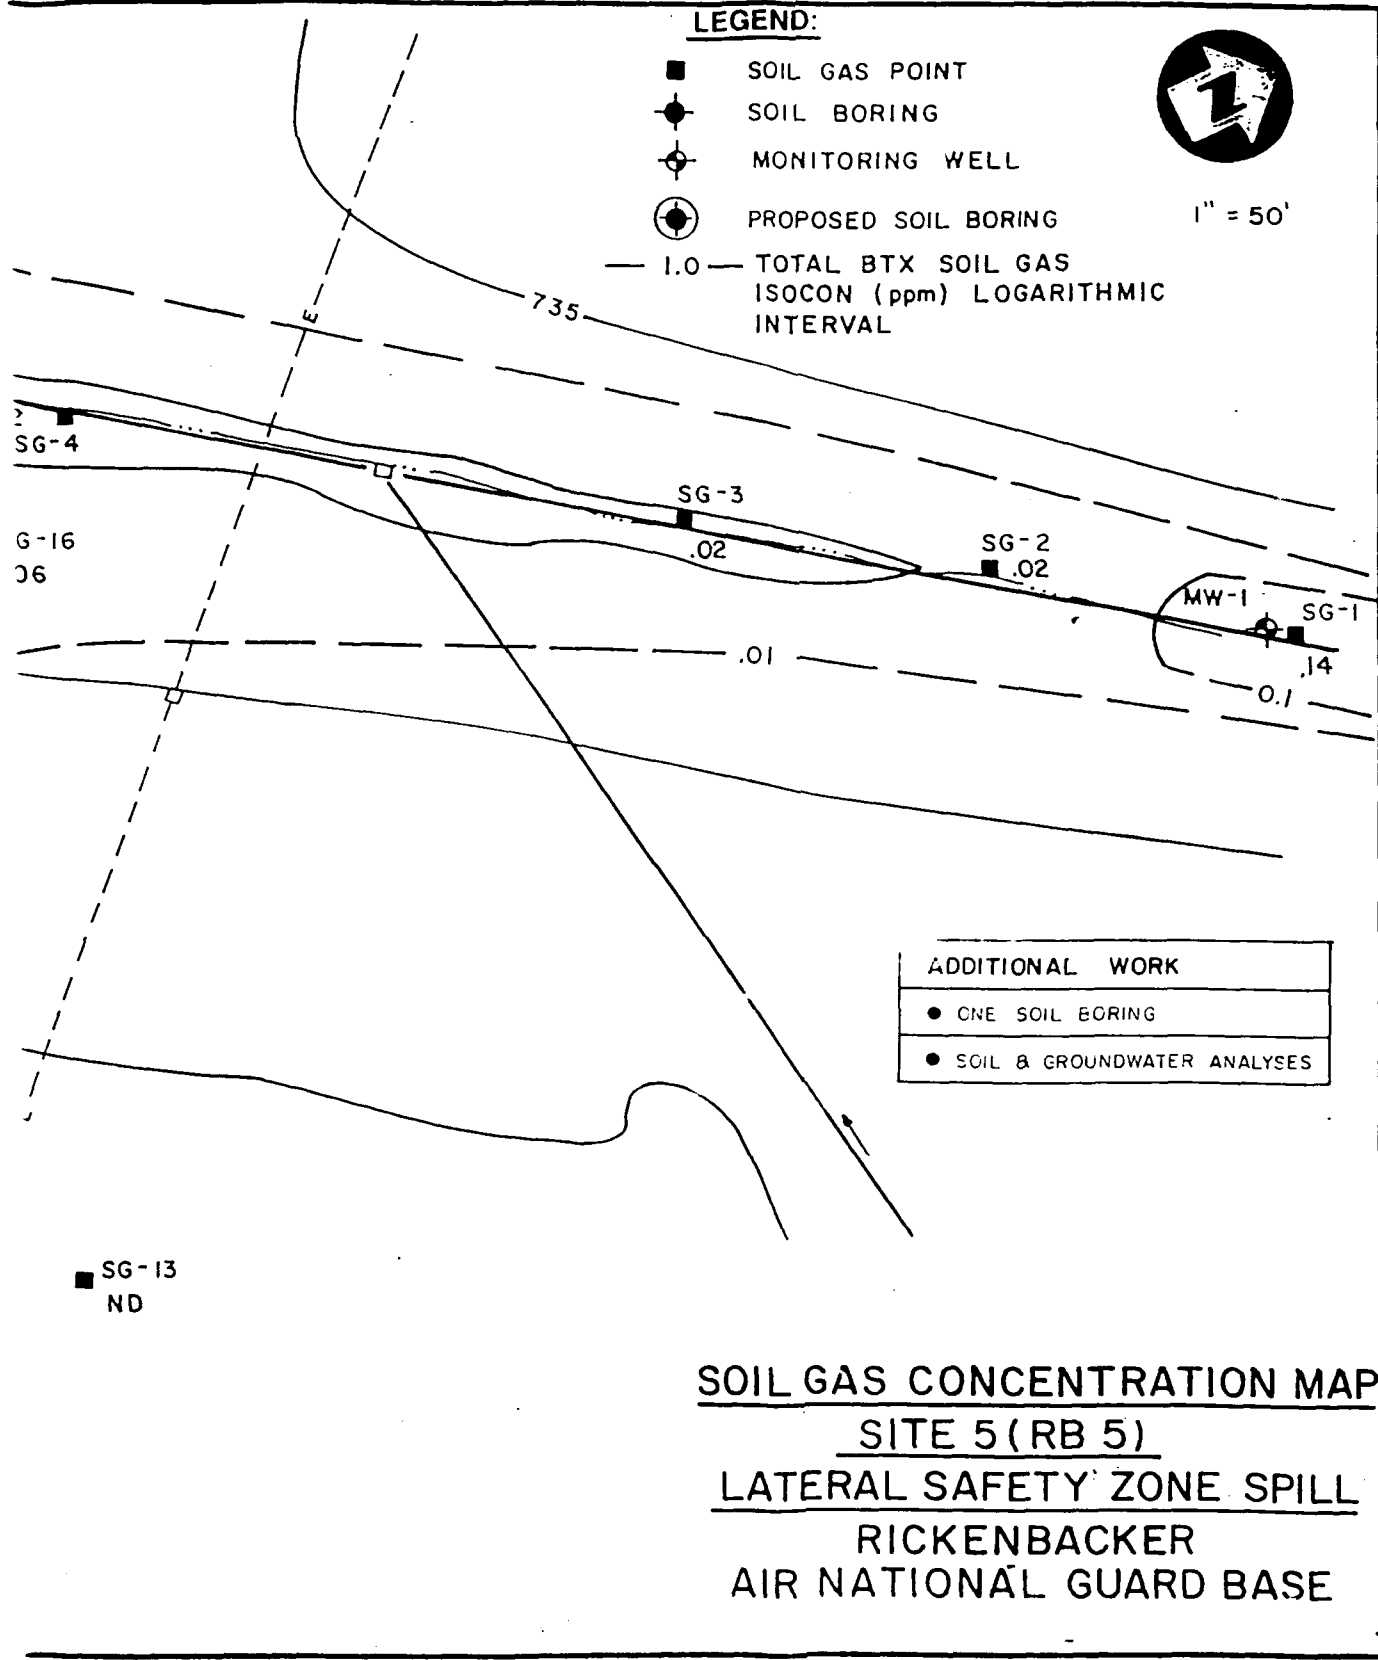 LEGEND:
SOIL GAS POINT
SOIL BORING
MONITORING WELL
PROPOSED SOIL BORING
1.0 TOTAL BTX SOIL GAS
ISOCON (ppm) LOGARITHMIC
INTERVAL
1" = 50'
735
E
SG-4
G-16
06
SG-3
.02
SG-2
.02
MW-1
SG-1
.14
0.1
.01
ADDITIONAL WORK
● ONE SOIL BORING
● SOIL & GROUNDWATER ANALYSES
SG-13
ND
SOIL GAS CONCENTRATION MAP
SITE 5 (RB 5)
LATERAL SAFETY ZONE SPILL
RICKENBACKER
AIR NATIONAL GUARD BASE